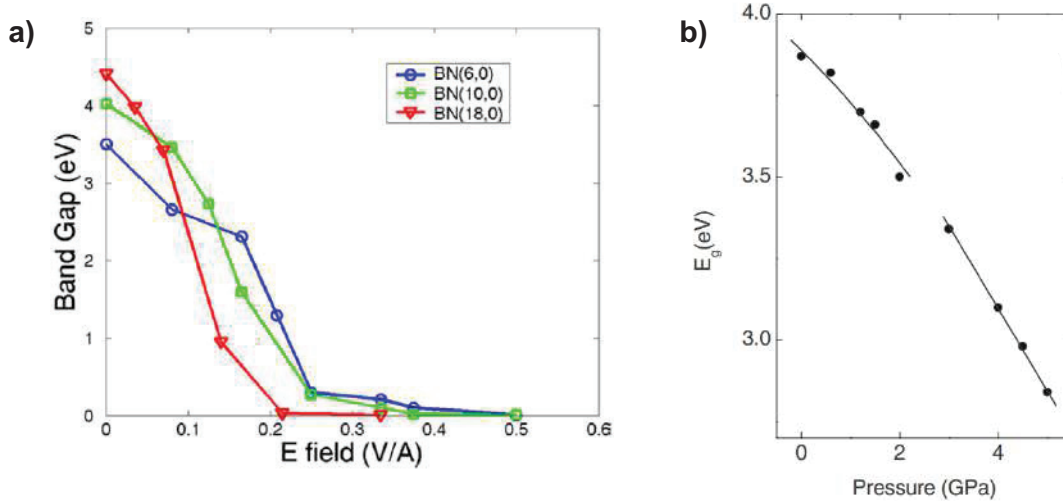 a)
5
4
3
2
1
0
0
0.1
0.2
0.3
0.4
0.5
0.6
Band Gap (eV)
E field (V/A)
BN(6,0)
BN(10,0)
BN(18,0)
b)
4.0
3.5
3.0
E_g(eV)
0
2
4
Pressure (GPa)